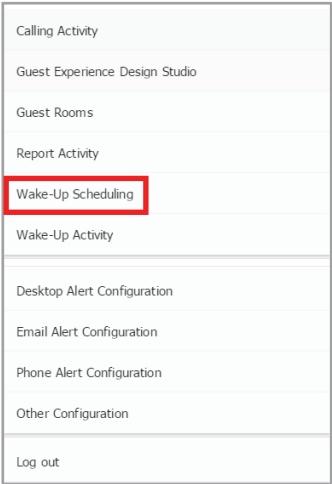 Calling Activity
Guest Experience Design Studio
Guest Rooms
Report Activity
Wake-Up Scheduling
Wake-Up Activity
Desktop Alert Configuration
Email Alert Configuration
Phone Alert Configuration
Other Configuration
Log out